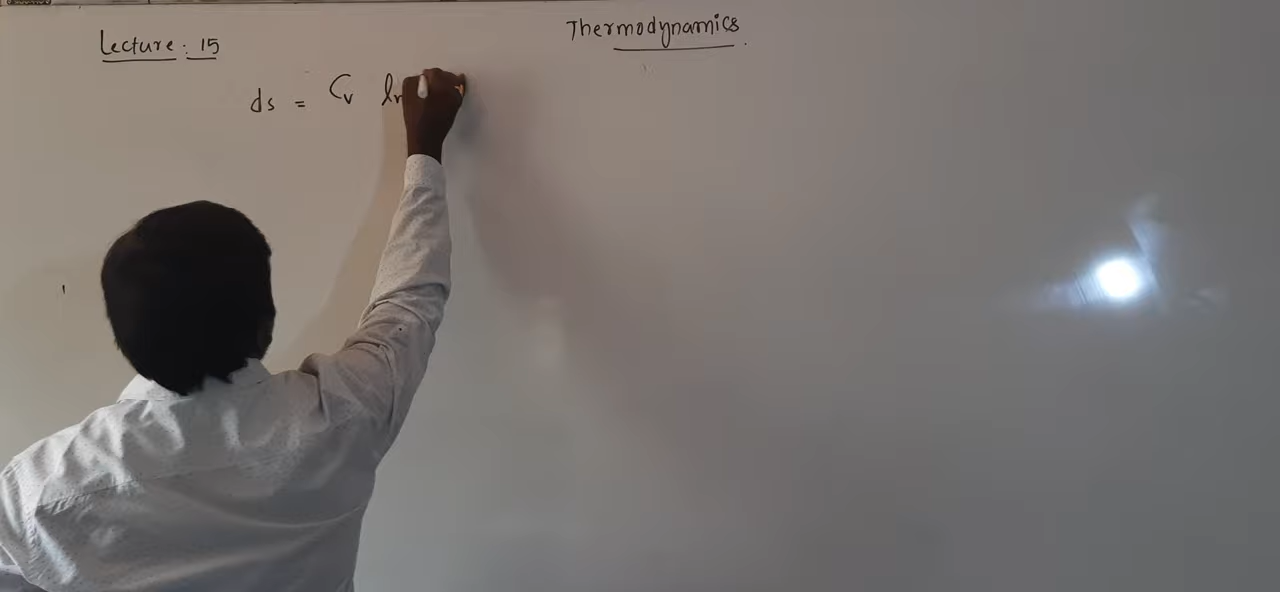 Thermodynamics
Lecture: 15
ds = Cv ln